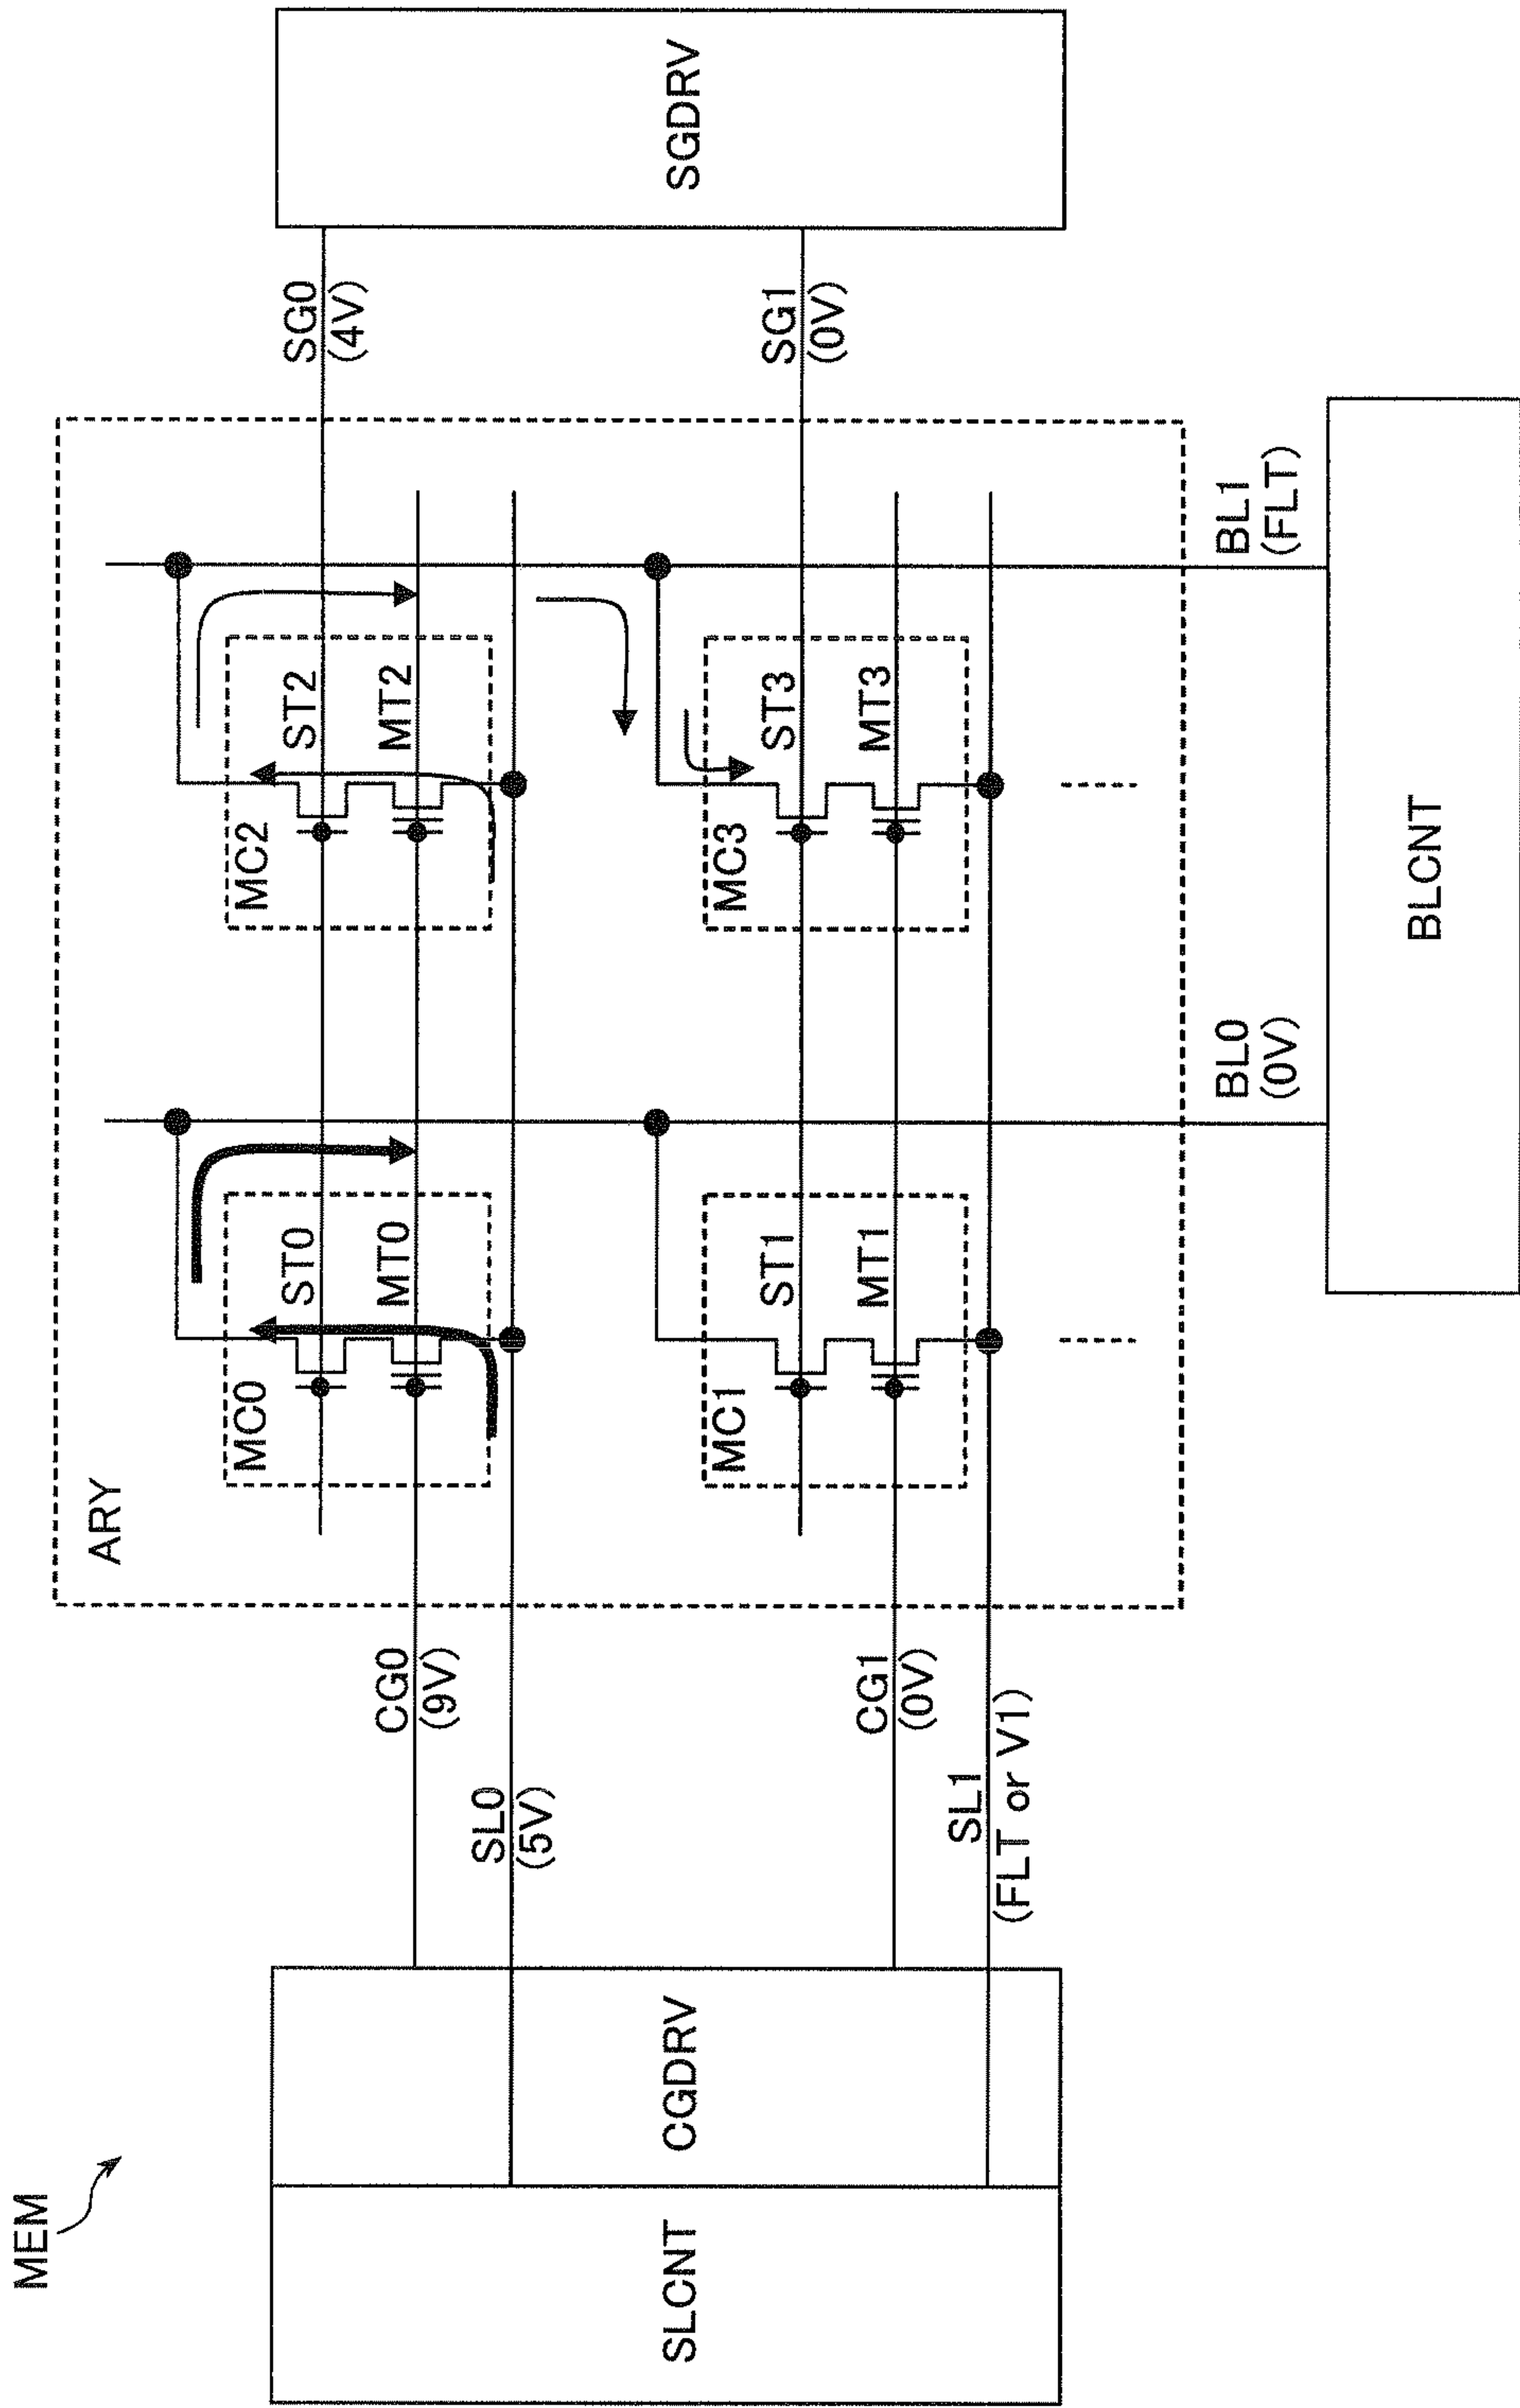 MEM
ARY
SLCNT
CGDRV
SGDRV
BLCNT
CG0
(9V)
SL0
(5V)
CG1
(0V)
SL1
(FLT or V1)
MC0
ST0
MT0
MC2
ST2
MT2
MC1
ST1
MT1
MC3
ST3
MT3
SG0
(4V)
SG1
(0V)
BL0
(0V)
BL1
(FLT)